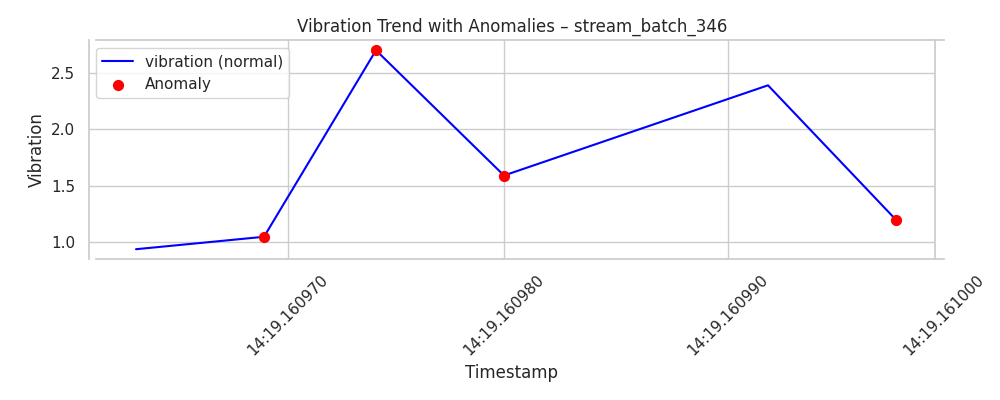 Vibration Trend with Anomalies – stream_batch_346
vibration (normal)
Anomaly
Vibration
2.5
2.0
1.5
1.0
14:19.160970
14:19.160980
14:19.160990
14:19.161000
Timestamp